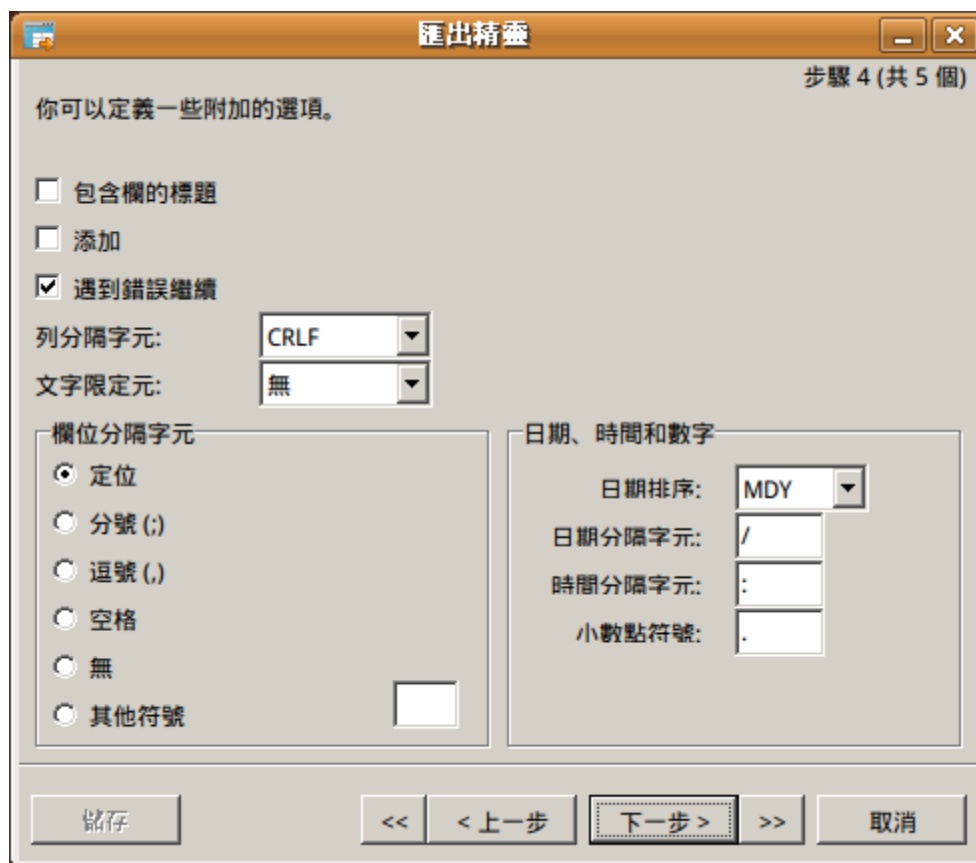 匯出精靈
步驟 4 (共 5 個)
你可以定義一些附加的選項。
包含欄的標題
添加
遇到錯誤繼續
列分隔字元: CRLF
文字限定元: 無
欄位分隔字元
定位
分號 (;)
逗號 (,)
空格
無
其他符號
日期、時間和數字
日期排序: MDY
日期分隔字元: /
時間分隔字元: :
小數點符號: .
儲存 << < 上一步 下一步 > >> 取消